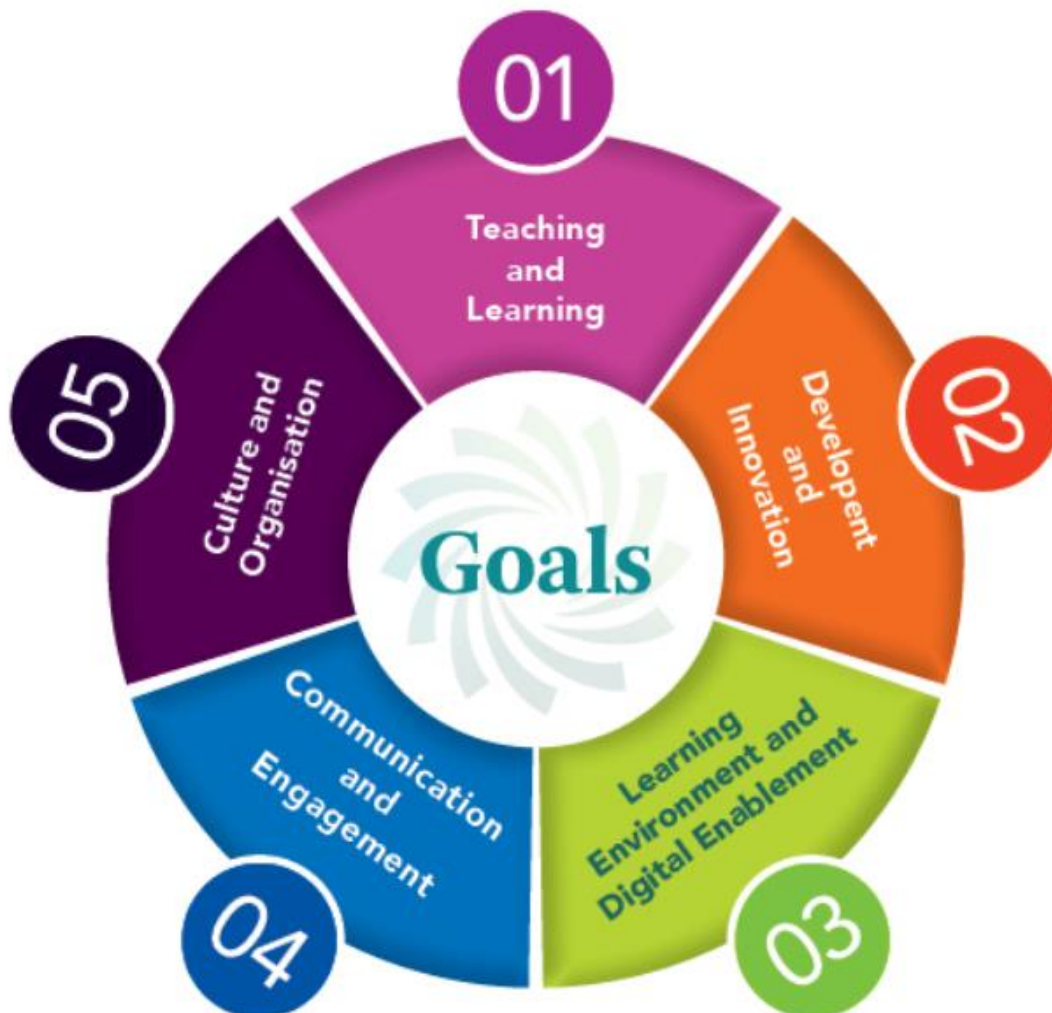 01
Teaching
and
Learning
02
Developent
and
Innovation
03
Learning
Environment and
Digital Enablement
04
Communication
and
Engagement
05
Culture and
Organisation
Goals